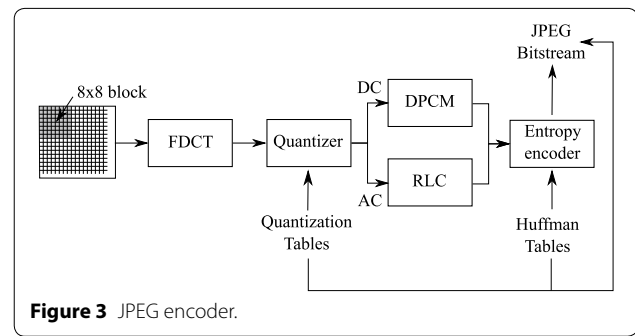 8x8 block
FDCT
Quantizer
DC
AC
DPCM
RLC
Entropy
encoder
JPEG
Bitstream
Quantization
Tables
Huffman
Tables
Figure 3 JPEG encoder.